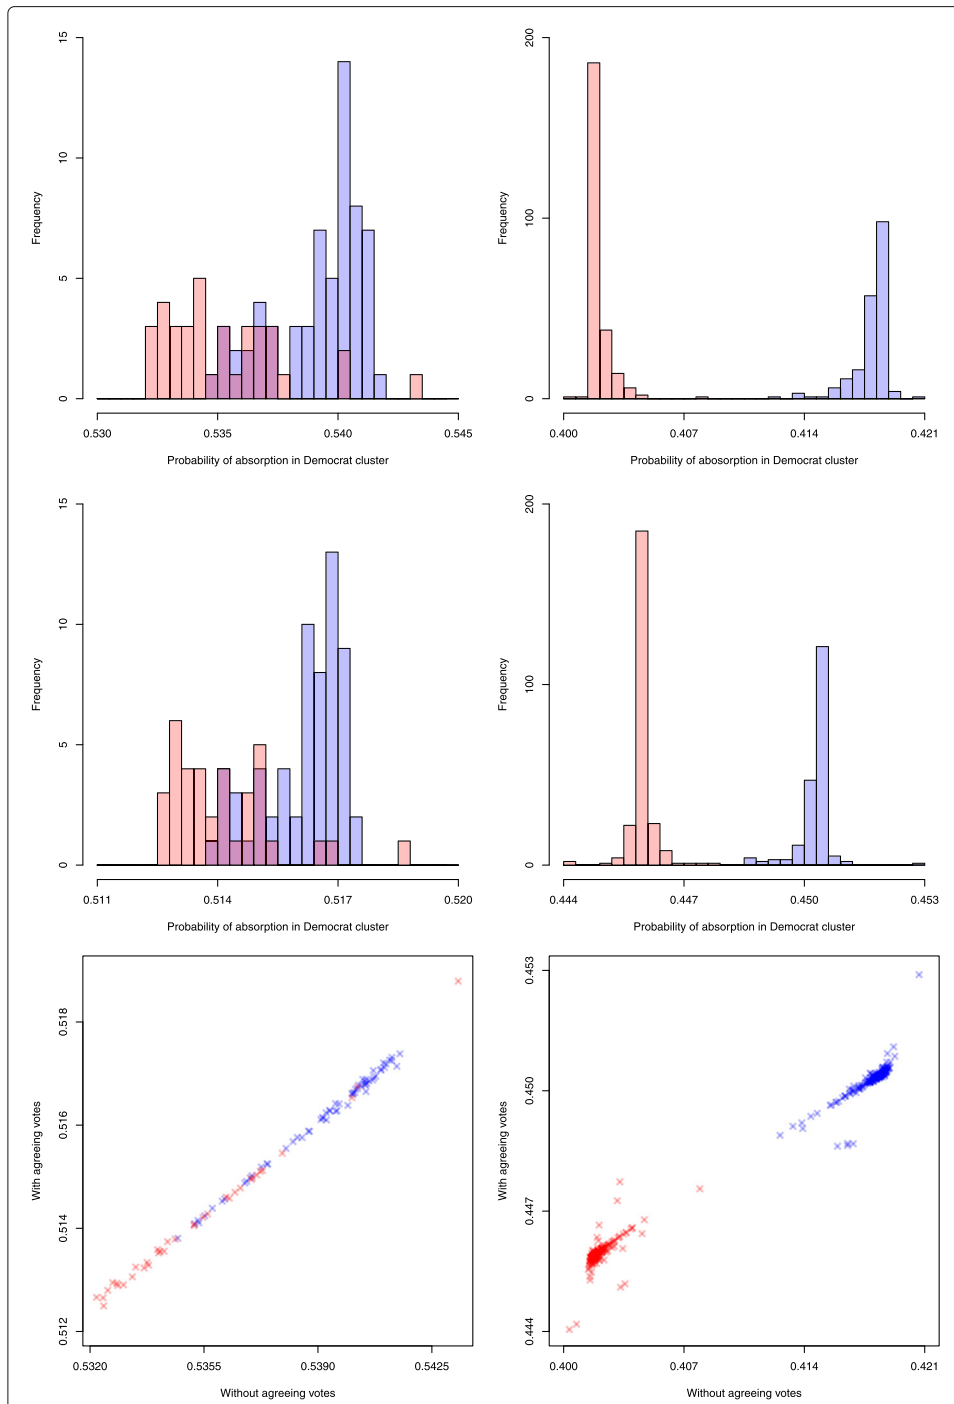 15
10
5
0
Frequency
0.530 0.535 0.540 0.545
Probability of absorption in Democrat cluster
200
100
0
Frequency
0.400 0.407 0.414 0.421
Probability of abosorption in Democrat cluster
15
10
5
0
Frequency
0.511 0.514 0.517 0.520
Probability of absorption in Democrat cluster
200
100
0
Frequency
0.444 0.447 0.450 0.453
Probability of absorption in Democrat cluster
0.518
0.516
0.514
0.512
With agreeing votes
0.5320 0.5355 0.5390 0.5425
Without agreeing votes
0.453
0.450
0.447
0.444
With agreeing votes
0.400 0.407 0.414 0.421
Without agreeing votes